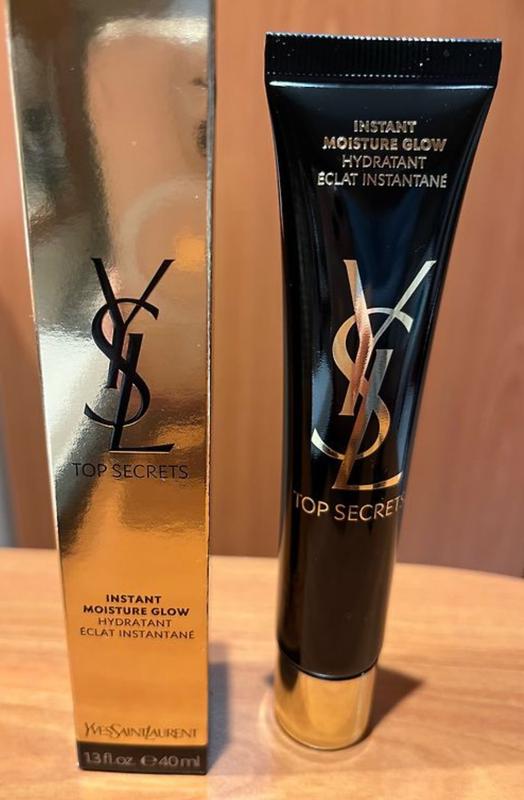 YSL
TOP SECRETS
INSTANT
MOISTURE GLOW
HYDRATANT
ÉCLAT INSTANTANÉ
YVESSAINTLAURENT
1.3 fl.oz. ℮ 40 ml
INSTANT
MOISTURE GLOW
HYDRATANT
ÉCLAT INSTANTANÉ
YSL
TOP SECRETS